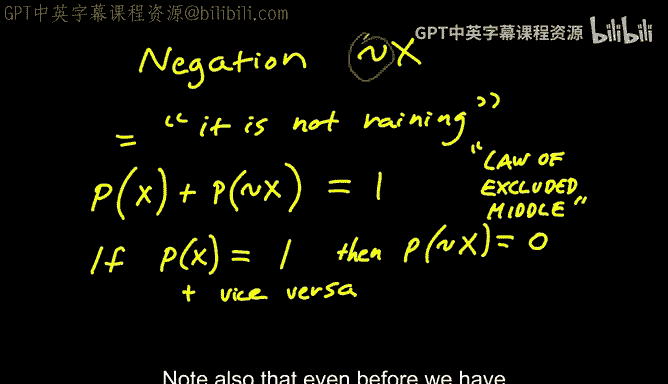 GPT中英字幕课程资源@bilibili.com
GPT中英字幕课程资源 bilibili
Negation ~X
= "it is not raining"
P(X) + P(~X) = 1
"LAW OF
EXCLUDED
MIDDLE"
If P(X) = 1 then P(~X) = 0
+ vice versa
Note also that even before we have